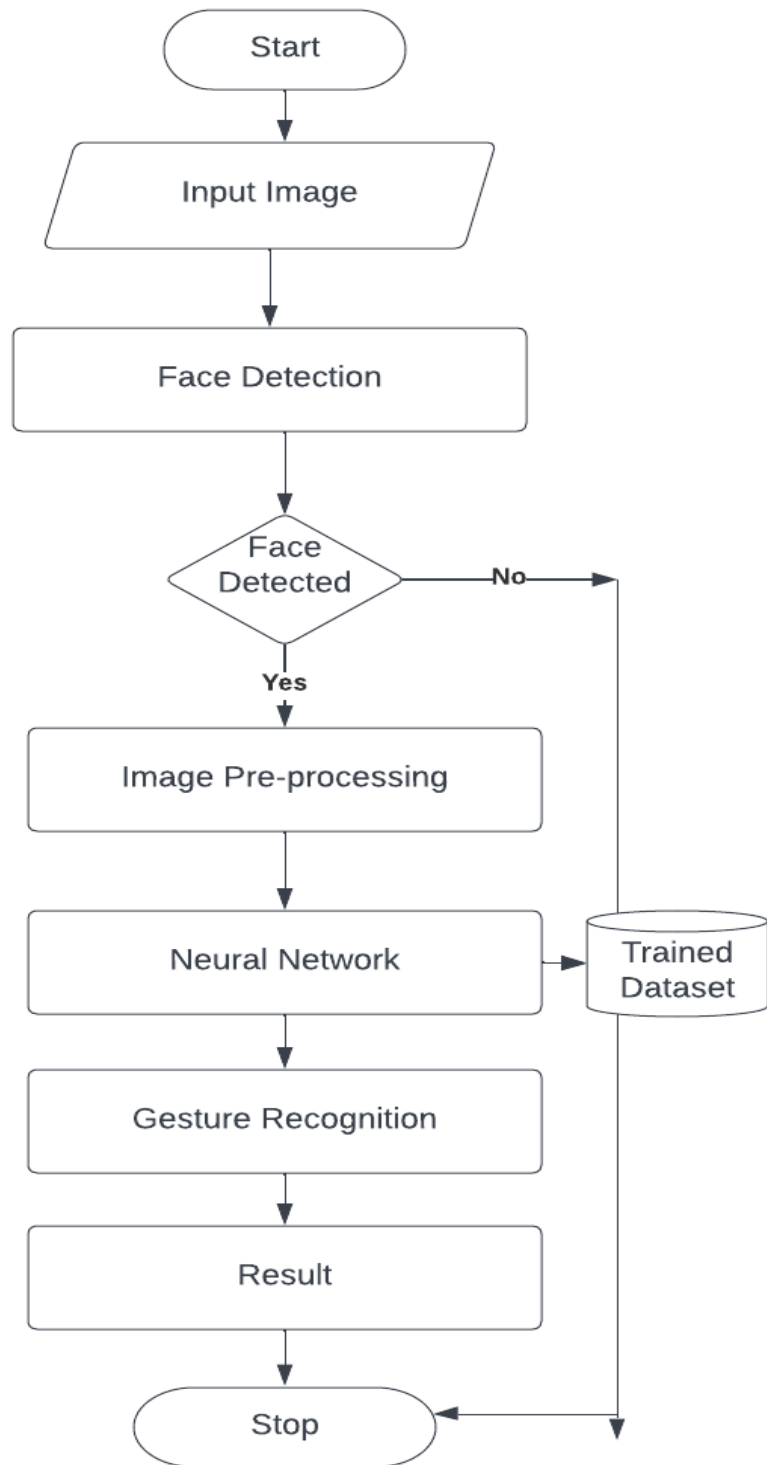 Start
Input Image
Face Detection
Face
Detected
No
Yes
Image Pre-processing
Neural Network
Trained
Dataset
Gesture Recognition
Result
Stop